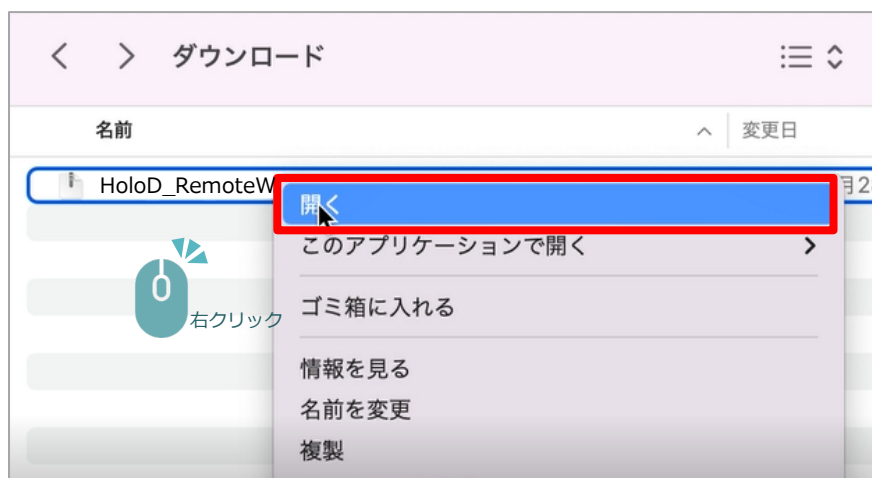 ダウンロード
名前
変更日
HoloD_RemoteW
開く
このアプリケーションで開く
ゴミ箱に入れる
右クリック
情報を見る
名前を変更
複製